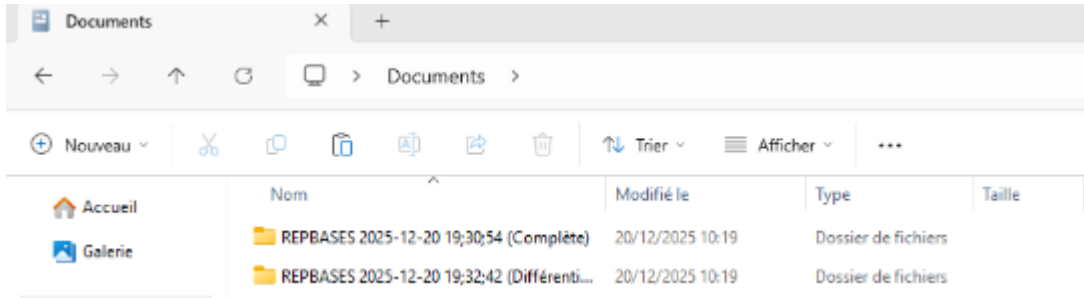 Documents
Documents
Nouveau Trier Afficher
Accueil
Galerie
Nom Modifié le Type Taille
REPBASES 2025-12-20 19;30;54 (Complète) 20/12/2025 10:19 Dossier de fichiers
REPBASES 2025-12-20 19;32;42 (Différenti... 20/12/2025 10:19 Dossier de fichiers